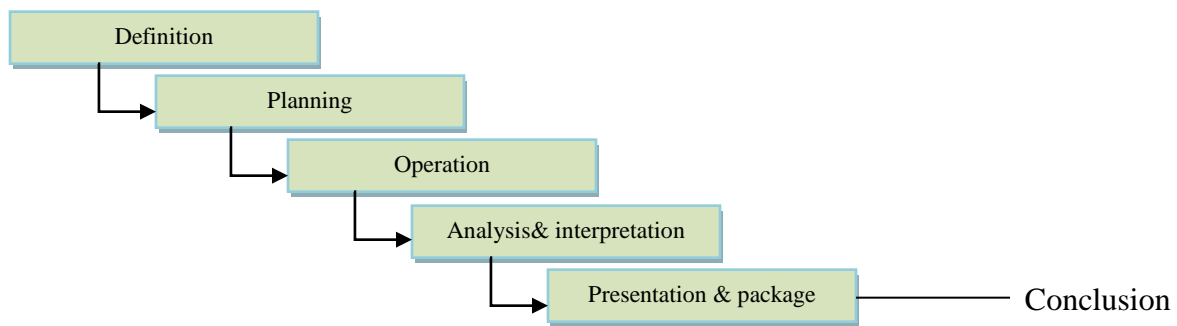 Definition
Planning
Operation
Analysis& interpretation
Presentation & package
Conclusion